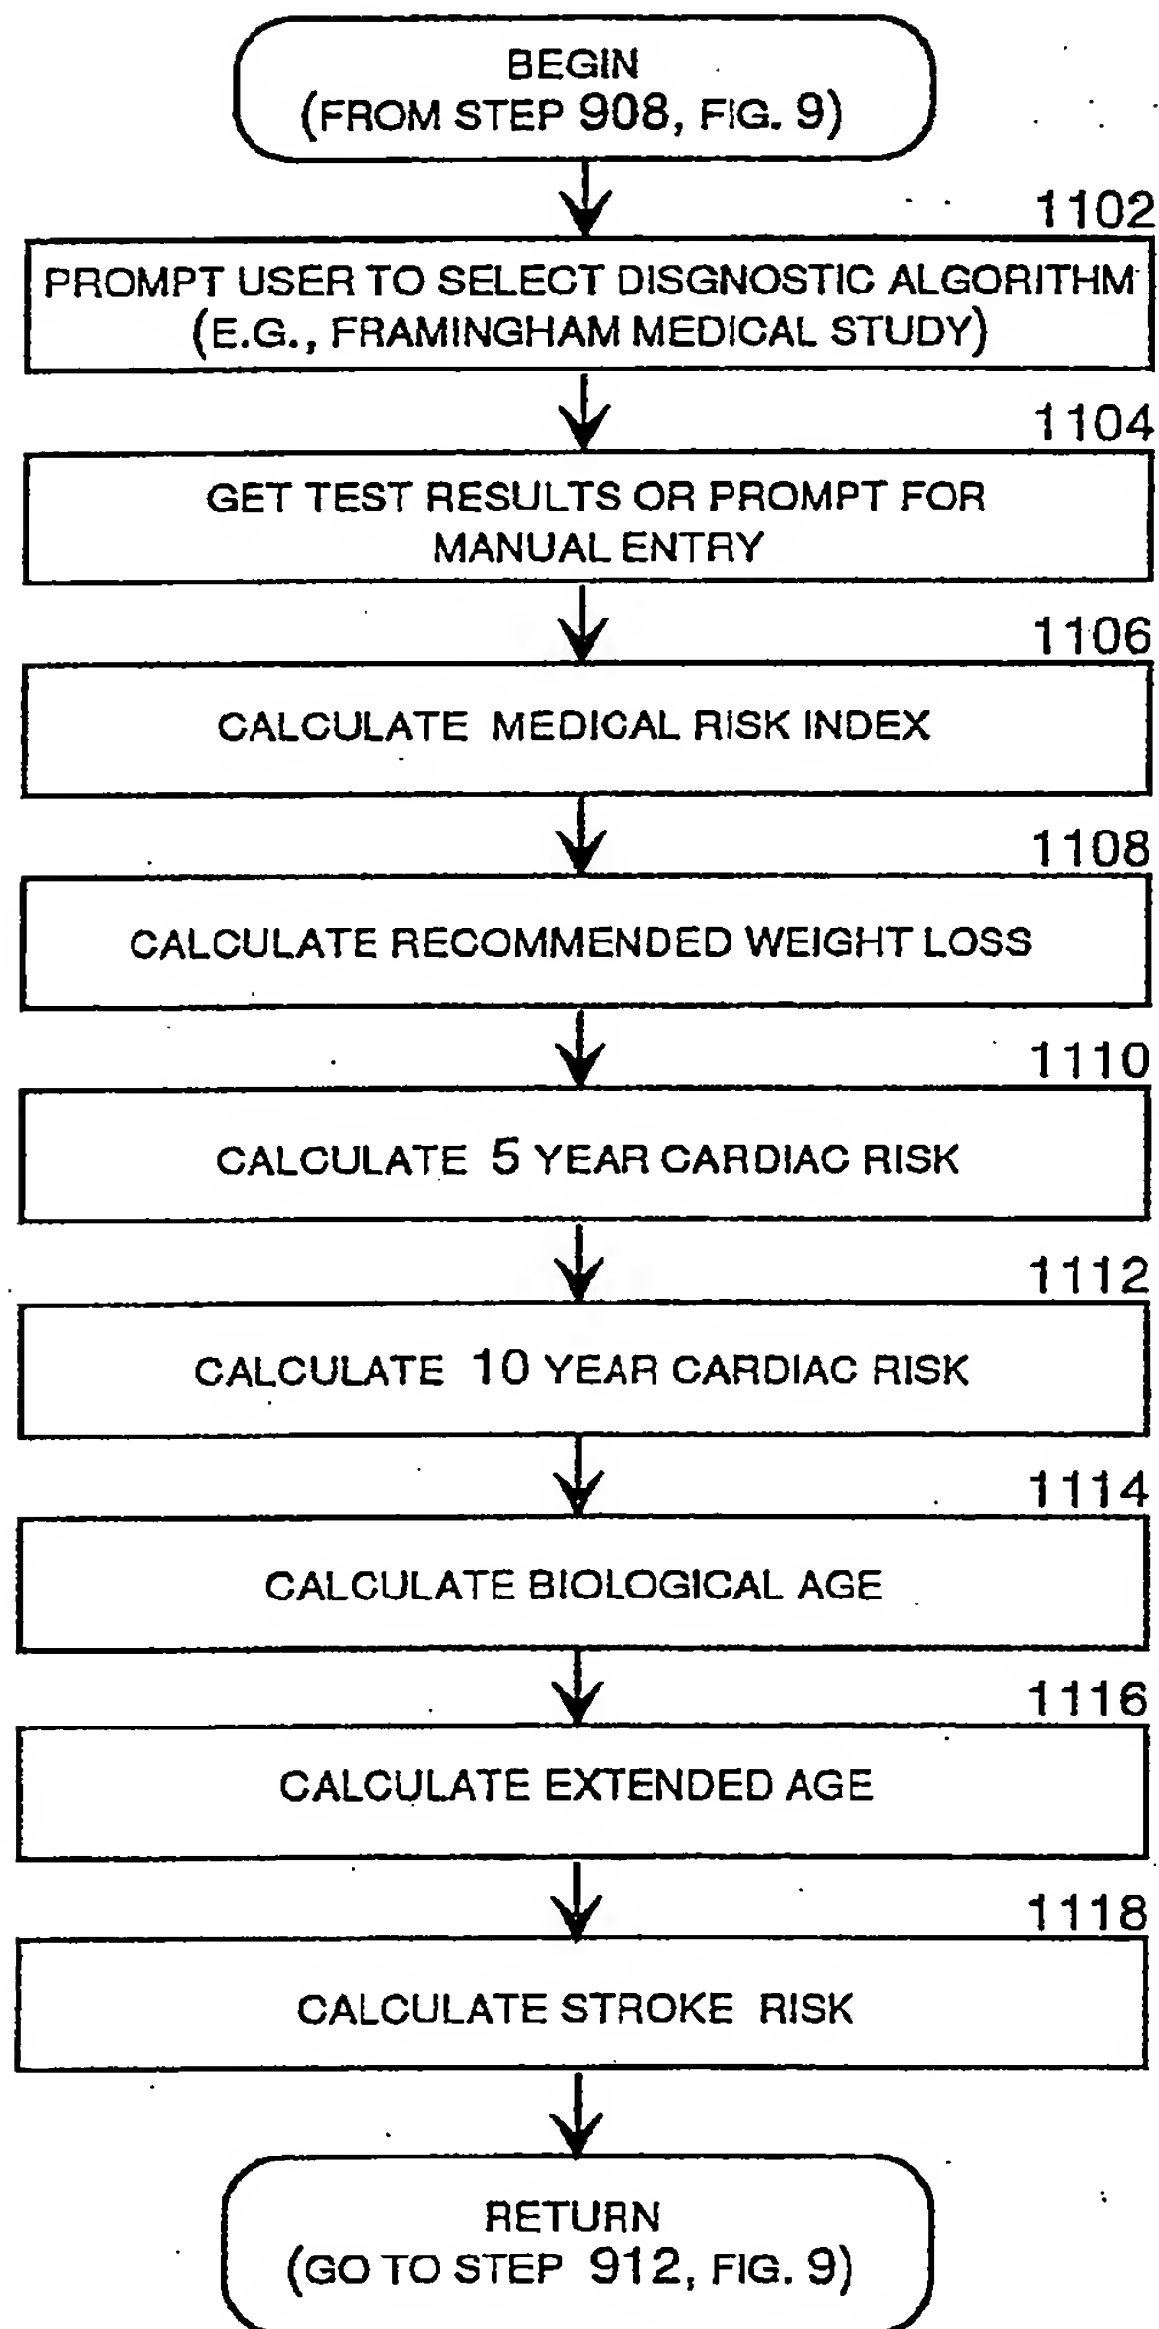 BEGIN
(FROM STEP 908, FIG. 9)
1102
PROMPT USER TO SELECT DISGNOSTIC ALGORITHM
(E.G., FRAMINGHAM MEDICAL STUDY)
1104
GET TEST RESULTS OR PROMPT FOR
MANUAL ENTRY
1106
CALCULATE MEDICAL RISK INDEX
1108
CALCULATE RECOMMENDED WEIGHT LOSS
1110
CALCULATE 5 YEAR CARDIAC RISK
1112
CALCULATE 10 YEAR CARDIAC RISK
1114
CALCULATE BIOLOGICAL AGE
1116
CALCULATE EXTENDED AGE
1118
CALCULATE STROKE RISK
RETURN
(GO TO STEP 912, FIG. 9)